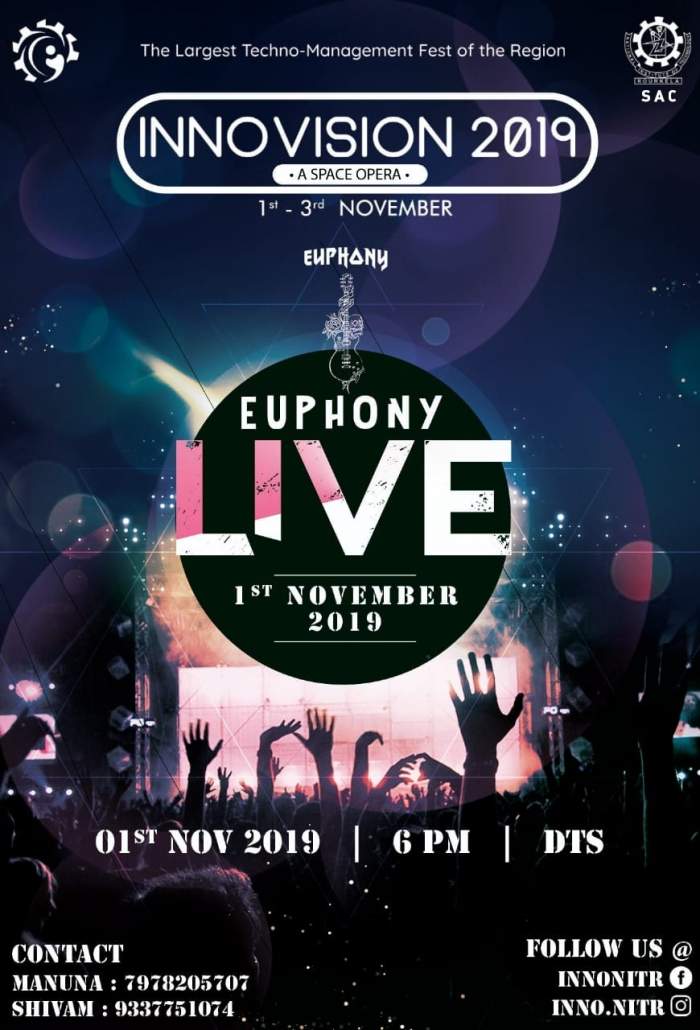 The Largest Techno-Management Fest of the Region
ROURKELA
SAC
INNOVISION 2019
• A SPACE OPERA •
1st - 3rd NOVEMBER
EUPHONY
EUPHONY
LIVE
1ST NOVEMBER
2019
01ST NOV 2019 | 6 PM | DTS
CONTACT
MANUNA : 7978205707
SHIVAM : 9337751074
FOLLOW US @
INNONITR
INNO.NITR